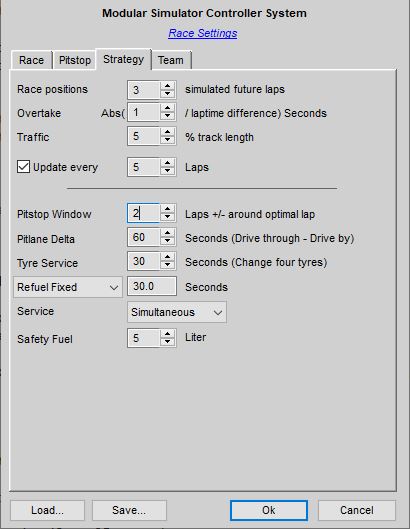 Modular Simulator Controller System
Race Settings
Race Pitstop Strategy Team
Race positions 3 simulated future laps
Overtake Abs( 1 / laptime difference) Seconds
Traffic 5 % track length
Update every 5 Laps
Pitstop Window 2 Laps +/- around optimal lap
Pitlane Delta 60 Seconds (Drive through - Drive by)
Tyre Service 30 Seconds (Change four tyres)
Refuel Fixed 30.0 Seconds
Service Simultaneous
Safety Fuel 5 Liter
Load... Save... Ok Cancel